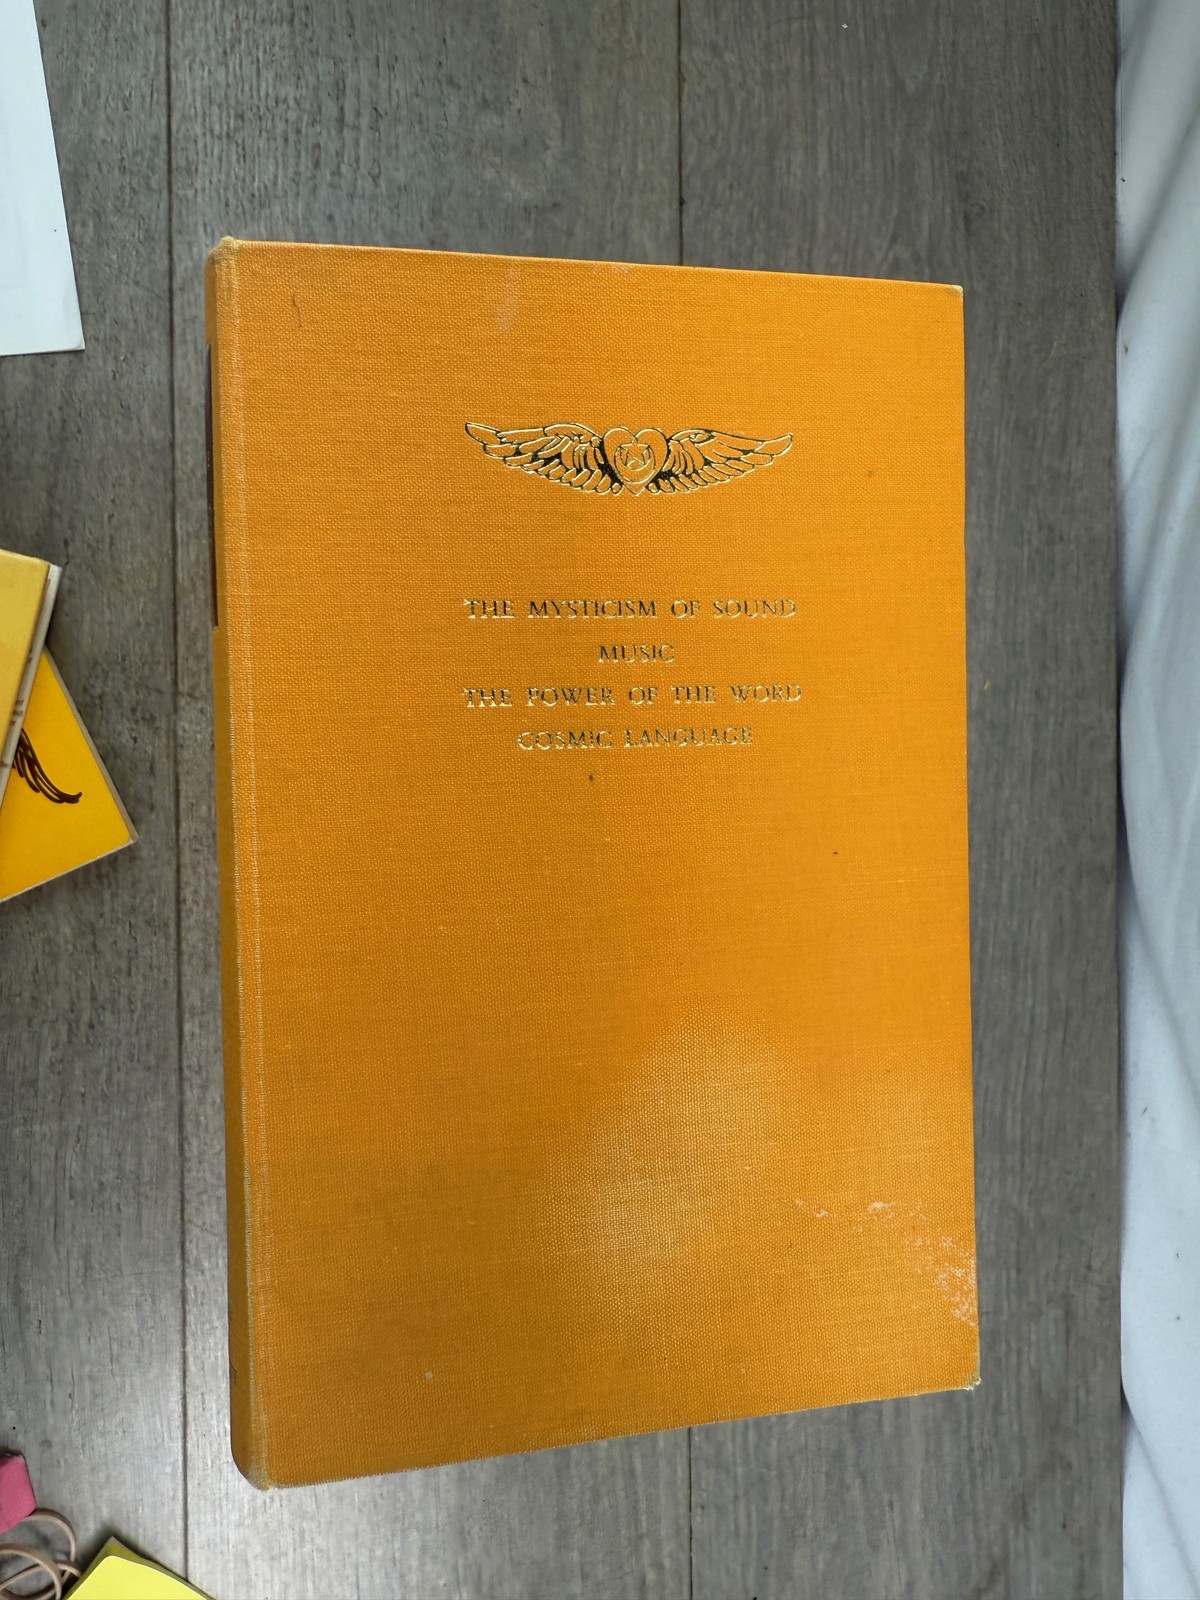 THE MYSTICISM OF SOUND
MUSIC
THE POWER OF THE WORD
COSMIC LANGUAGE